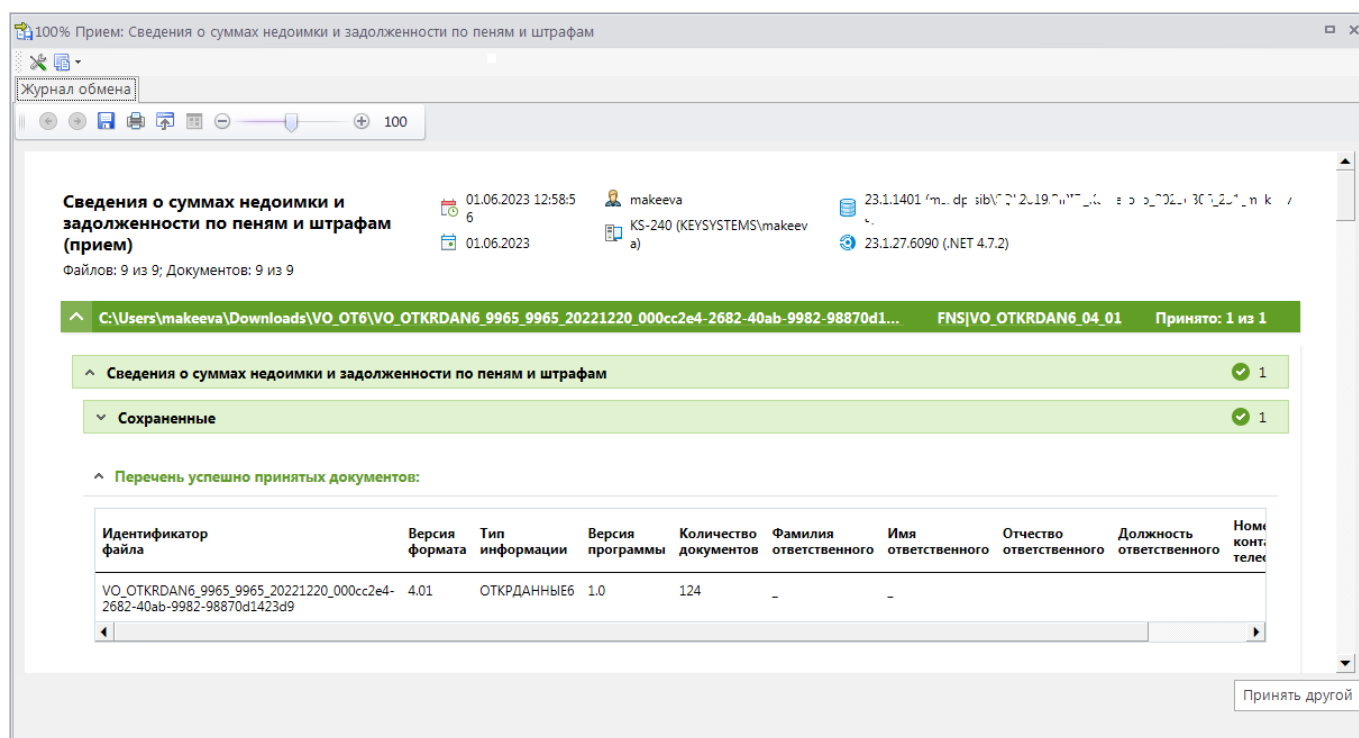 100% Прием: Сведения о суммах недоимки и задолженности по пеням и штрафам
Журнал обмена
100
Сведения о суммах недоимки и
задолженности по пеням и штрафам
(прием)
Файлов: 9 из 9; Документов: 9 из 9
01.06.2023 12:58:5
6
01.06.2023
makeeva
KS-240 (KEYSYSTEMS\makeev
a)
23.1.1401
23.1.27.6090 (.NET 4.7.2)
C:\Users\makeeva\Downloads\VO_OT6\VO_OTKRDAN6_9965_9965_20221220_000cc2e4-2682-40ab-9982-98870d1... FNS|VO_OTKRDAN6_04_01 Принято: 1 из 1
Сведения о суммах недоимки и задолженности по пеням и штрафам 1
Сохраненные 1
Перечень успешно принятых документов:
Идентификатор
файла
Версия
формата
Тип
информации
Версия
программы
Количество
документов
Фамилия
ответственного
Имя
ответственного
Отчество
ответственного
Должность
ответственного
VO_OTKRDAN6_9965_9965_20221220_000cc2e4-
2682-40ab-9982-98870d1423d9
4.01
ОТКРДАННЫЕ6
1.0
124
_
_
Принять другой